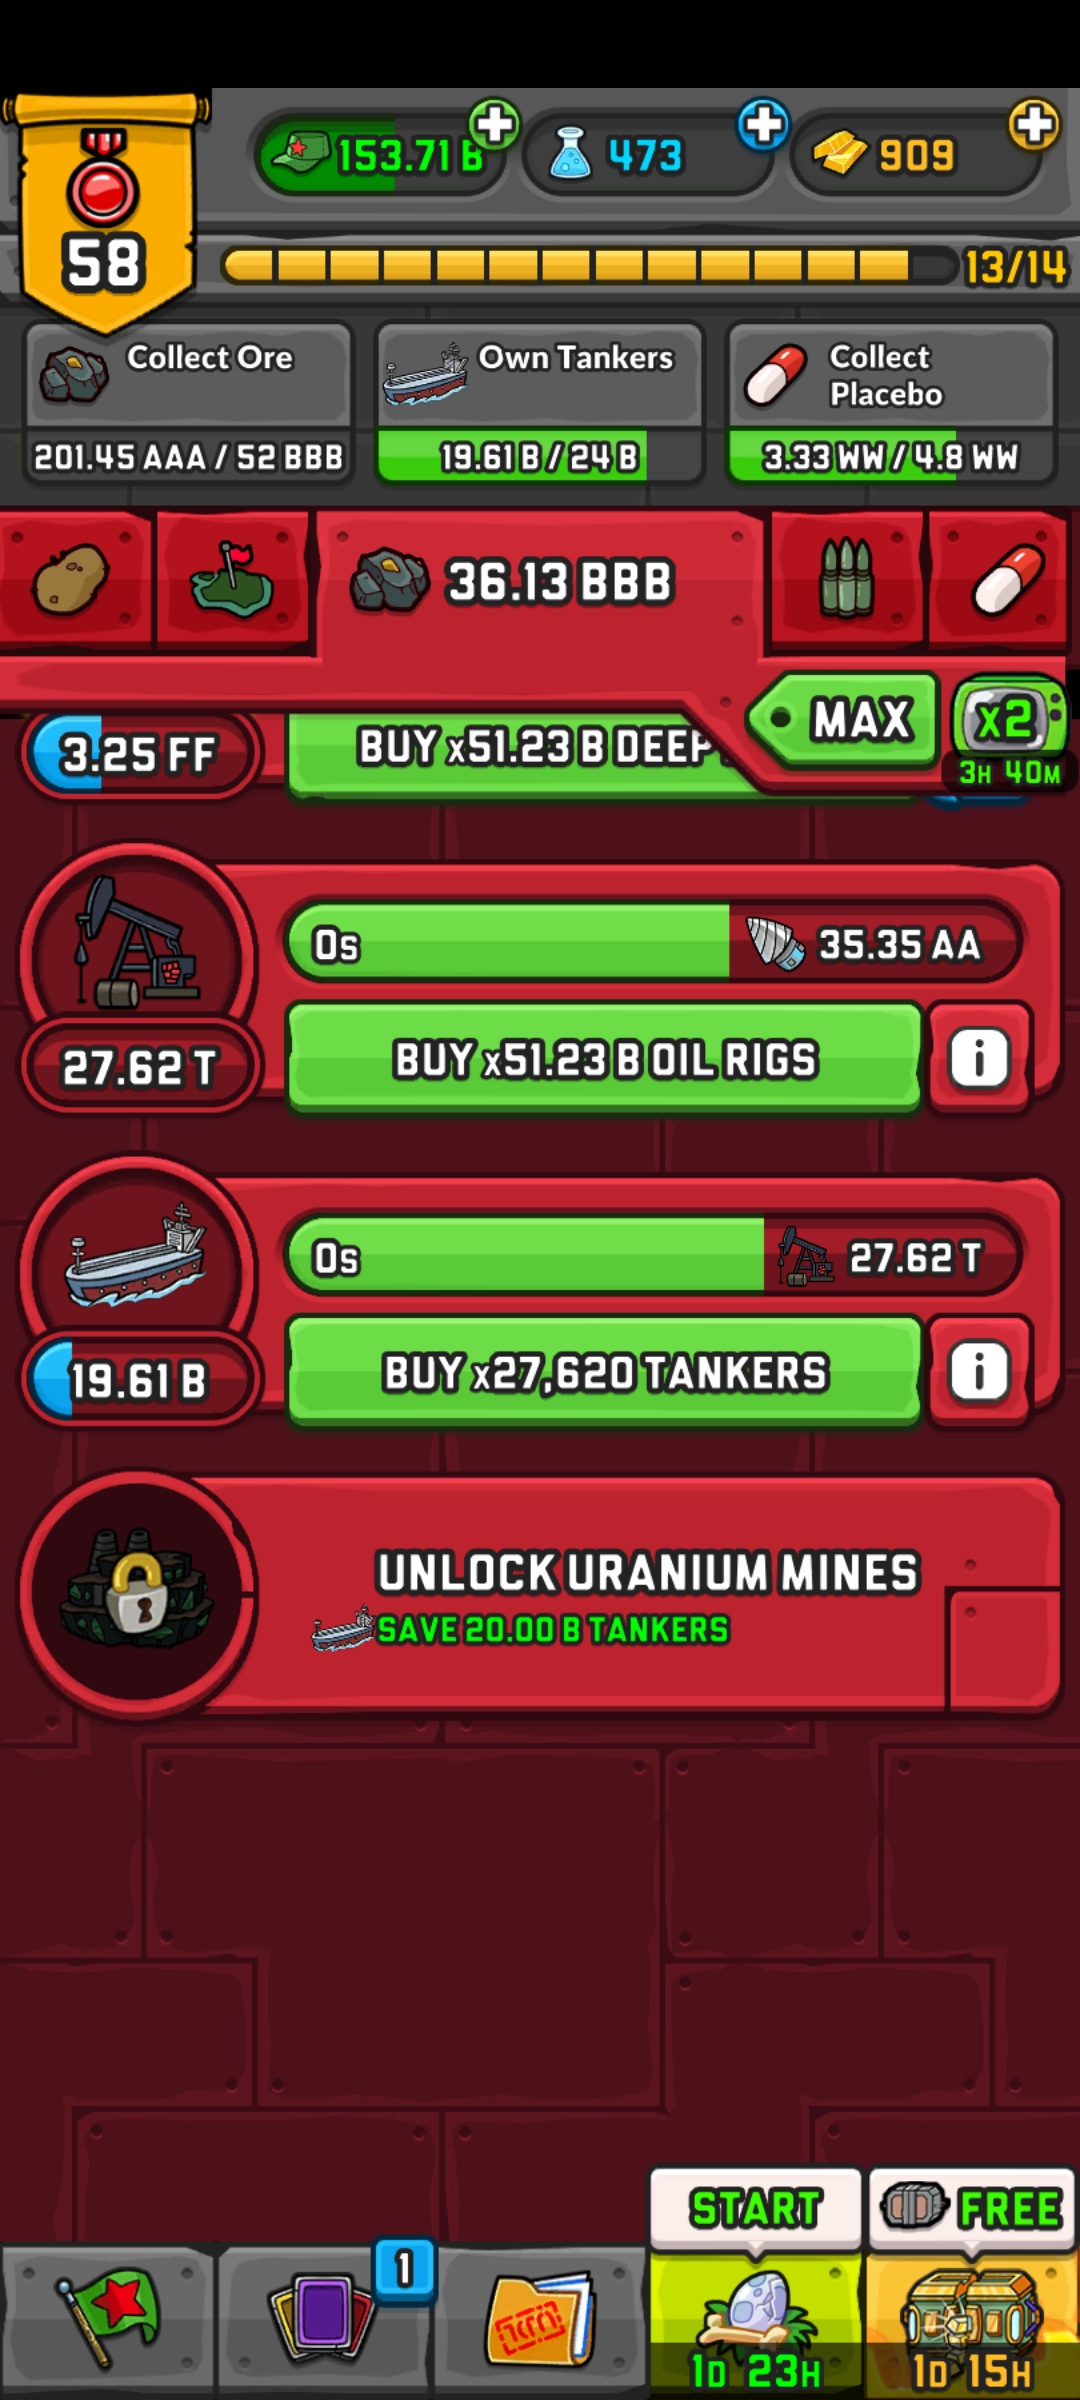 153.71 B
473
909
58
13/14
Collect Ore
Own Tankers
Collect
Placebo
201.45 AAA / 52 BBB
19.61 B / 24 B
3.33 WW / 4.8 WW
36.13 BBB
MAX
x2
3H 40M
3.25 FF
BUY x51.23 B DEEP
0s
35.35 AA
27.62 T
BUY x51.23 B OIL RIGS
i
0s
27.62 T
19.61 B
BUY x27,620 TANKERS
i
UNLOCK URANIUM MINES
SAVE 20.00 B TANKERS
START
FREE
1
1D 23H
1D 15H